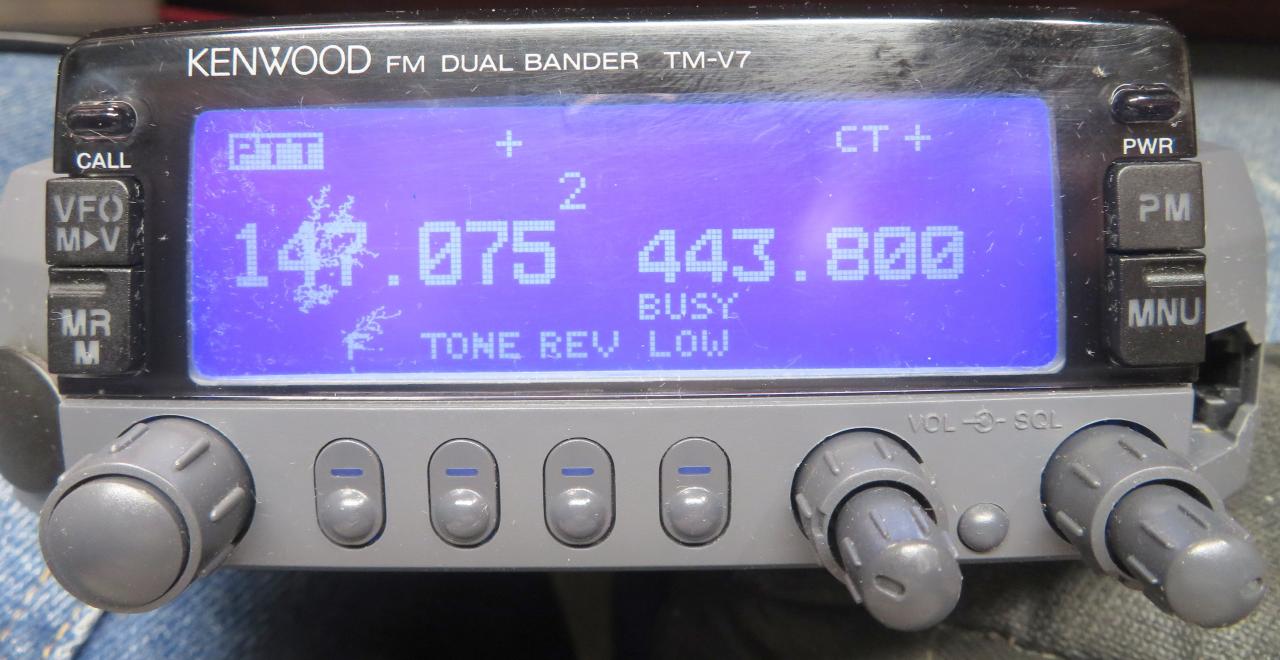 KENWOOD FM DUAL BANDER TM-V7
PTT + CT +
CALL
PWR
VFO
M▶V
2
PM
147.075 443.800
BUSY
MR
M
MNU
F TONE REV LOW
VOL SQL